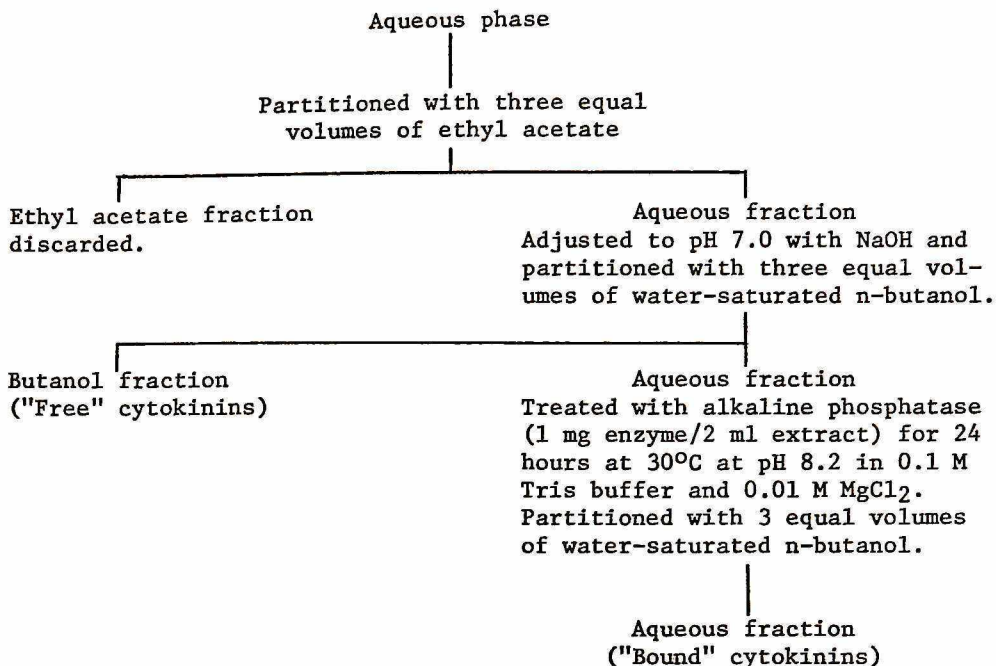 Aqueous phase
Partitioned with three equal
volumes of ethyl acetate
Ethyl acetate fraction
discarded.
Aqueous fraction
Adjusted to pH 7.0 with NaOH and
partitioned with three equal vol-
umes of water-saturated n-butanol.
Butanol fraction
("Free" cytokinins)
Aqueous fraction
Treated with alkaline phosphatase
(1 mg enzyme/2 ml extract) for 24
hours at 30°C at pH 8.2 in 0.1 M
Tris buffer and 0.01 M MgCl2.
Partitioned with 3 equal volumes
of water-saturated n-butanol.
Aqueous fraction
("Bound" cytokinins)